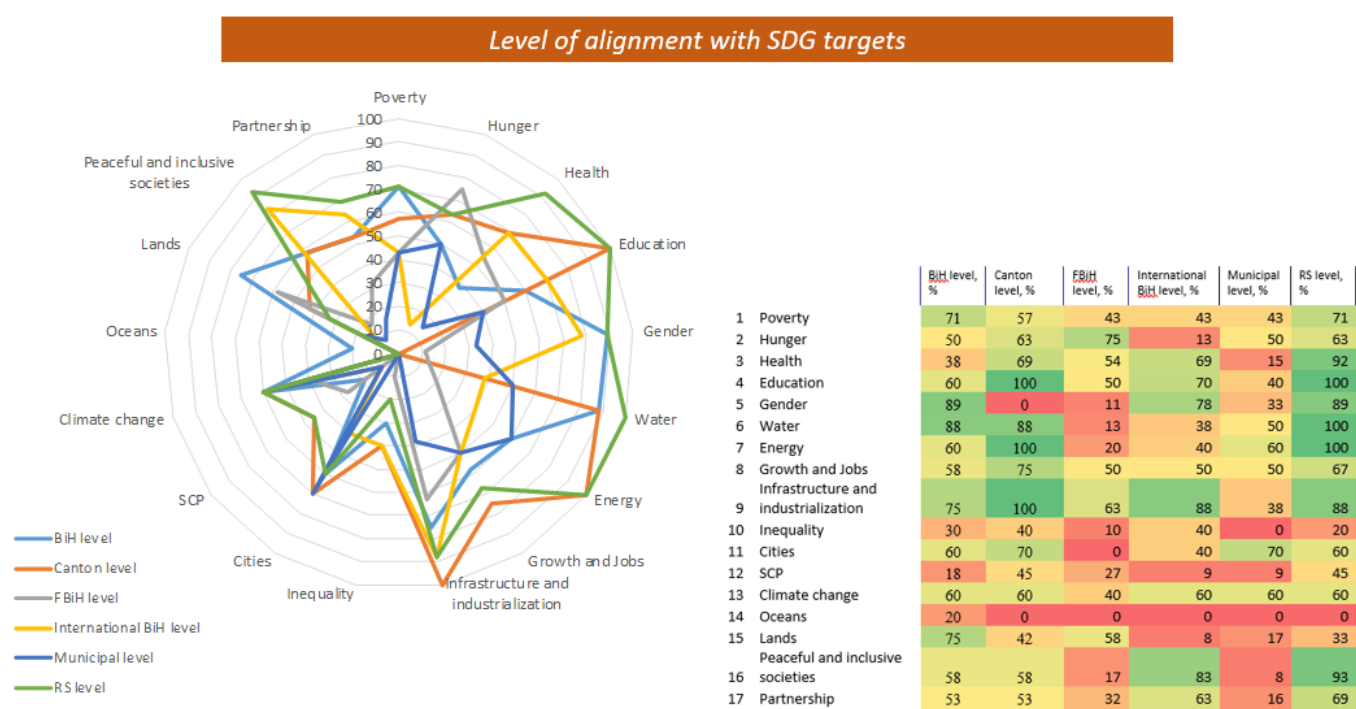 Level of alignment with SDG targets
Poverty
Partnership
Hunger
Peaceful and inclusive
societies
Health
Lands
Education
Oceans
Gender
Climate change
Water
SCP
Energy
Cities
Growth and Jobs
Inequality
Infrastructure and
industrialization
100
90
80
70
60
50
40
30
20
10
0
BiH level
Canton level
FBiH level
International BiH level
Municipal level
RS level
BiH level, % Canton level, % FBiH level, % International BiH level, % Municipal level, % RS level, %
1 Poverty 71 57 43 43 43 71
2 Hunger 50 63 75 13 50 63
3 Health 38 69 54 69 15 92
4 Education 60 100 50 70 40 100
5 Gender 89 0 11 78 33 89
6 Water 88 88 13 38 50 100
7 Energy 60 100 20 40 60 100
8 Growth and Jobs 58 75 50 50 50 67
Infrastructure and
9 industrialization 75 100 63 88 38 88
10 Inequality 30 40 10 40 0 20
11 Cities 60 70 0 40 70 60
12 SCP 18 45 27 9 9 45
13 Climate change 60 60 40 60 60 60
14 Oceans 20 0 0 0 0 0
15 Lands 75 42 58 8 17 33
Peaceful and inclusive
16 societies 58 58 17 83 8 93
17 Partnership 53 53 32 63 16 69